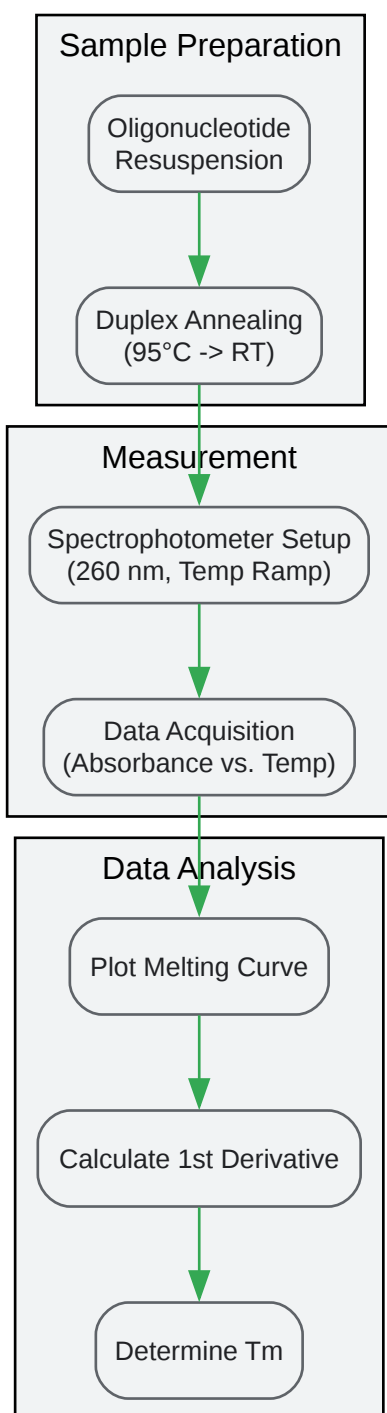 Sample Preparation
Oligonucleotide
Resuspension
Duplex Annealing
(95°C -> RT)
Measurement
Spectrophotometer Setup
(260 nm, Temp Ramp)
Data Acquisition
(Absorbance vs. Temp)
Data Analysis
Plot Melting Curve
Calculate 1st Derivative
Determine Tm